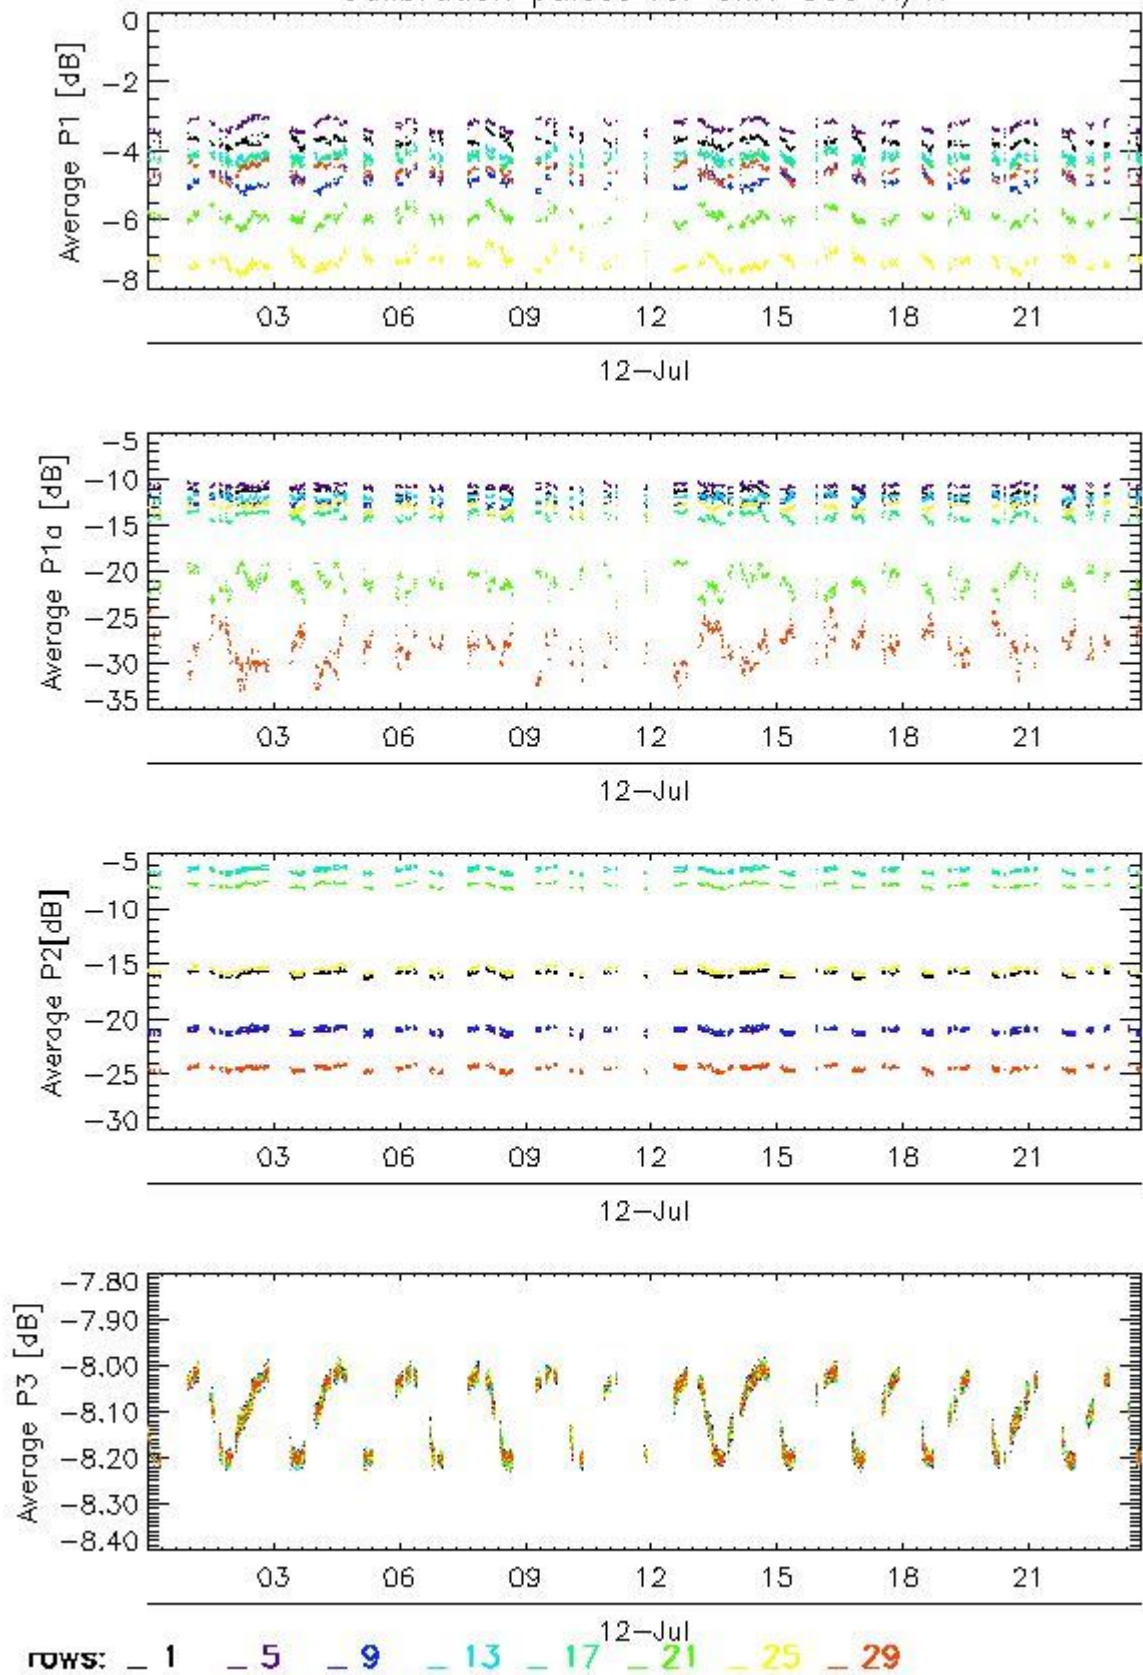 0
−2
−4
−6
−8
Average P1 [dB]
03 06 09 12 15 18 21
12−Jul
−5
−10
−15
−20
−25
−30
−35
Average P1a [dB]
03 06 09 12 15 18 21
12−Jul
−5
−10
−15
−20
−25
−30
Average P2[dB]
03 06 09 12 15 18 21
12−Jul
−7.80
−7.90
−8.00
−8.10
−8.20
−8.30
−8.40
Average P3 [dB]
03 06 09 12 15 18 21
12−Jul
rows: _ 1 _ 5 _ 9 _ 13 _ 17 _ 21 _ 25 _ 29